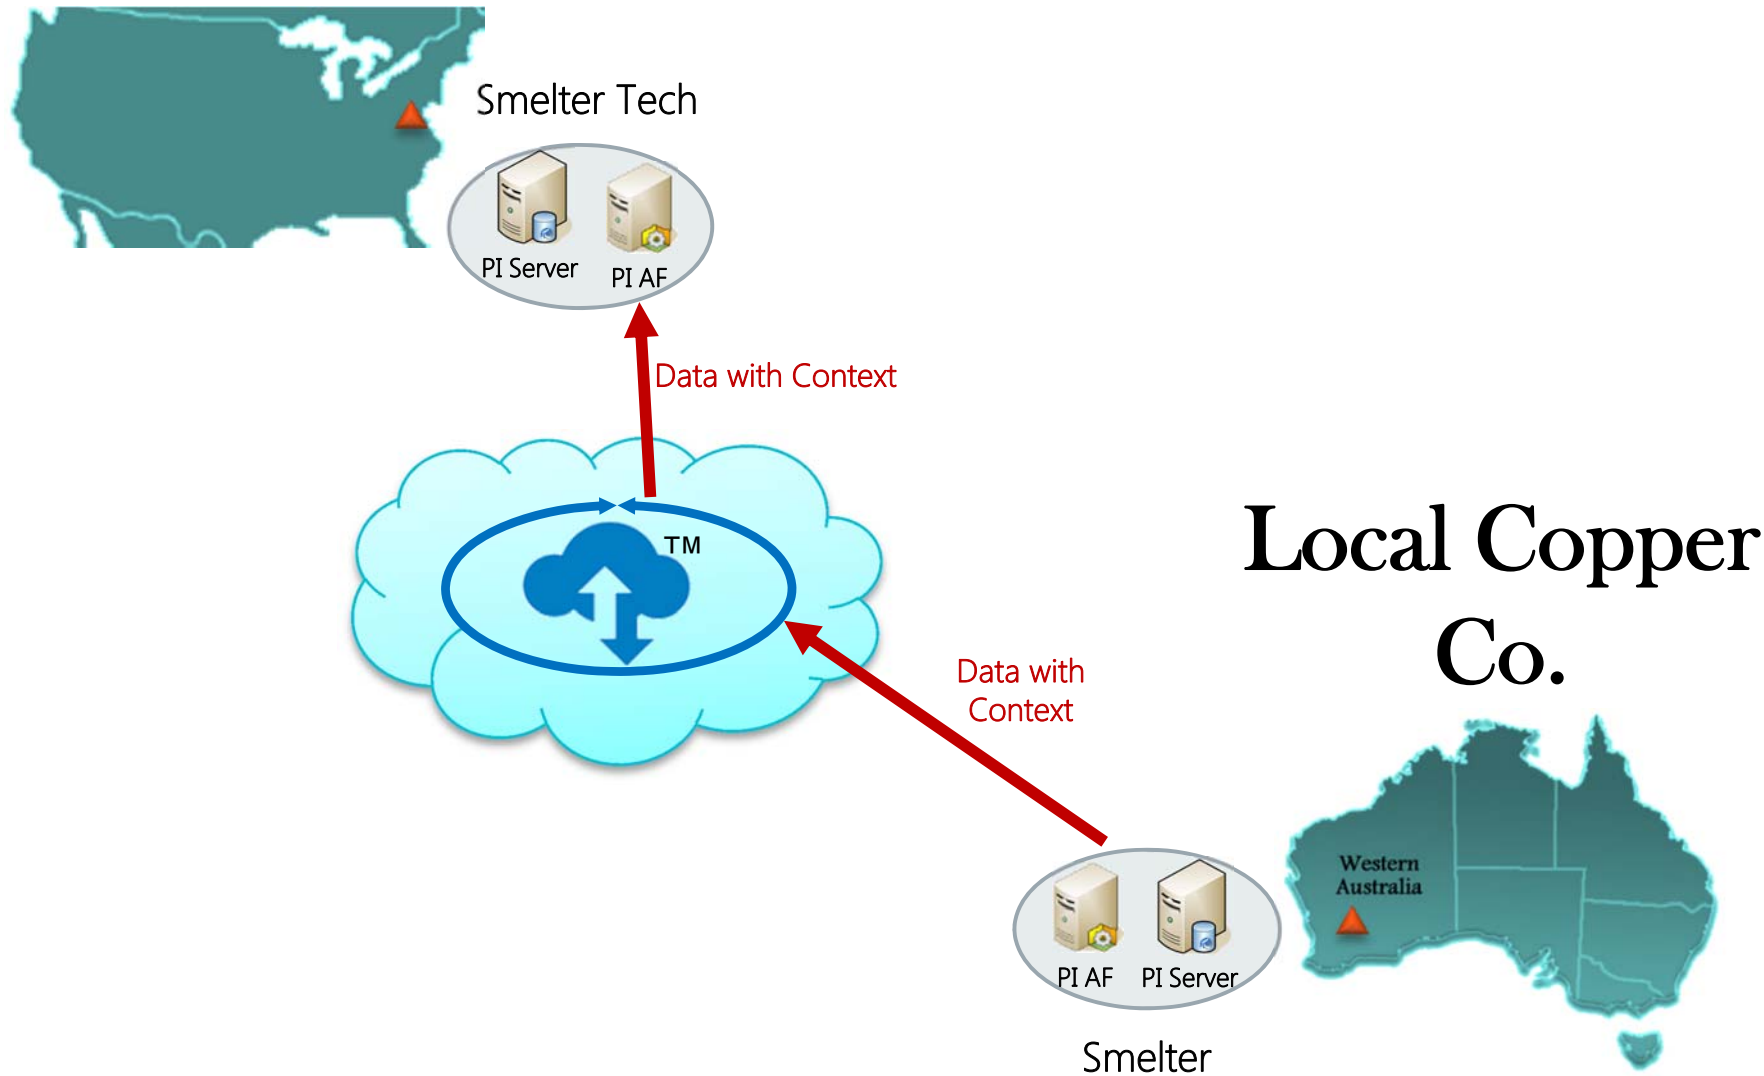 Smelter Tech
PI Server
PI AF
Data with Context
TM
Local Copper
Co.
Data with
Context
Western
Australia
PI AF
PI Server
Smelter